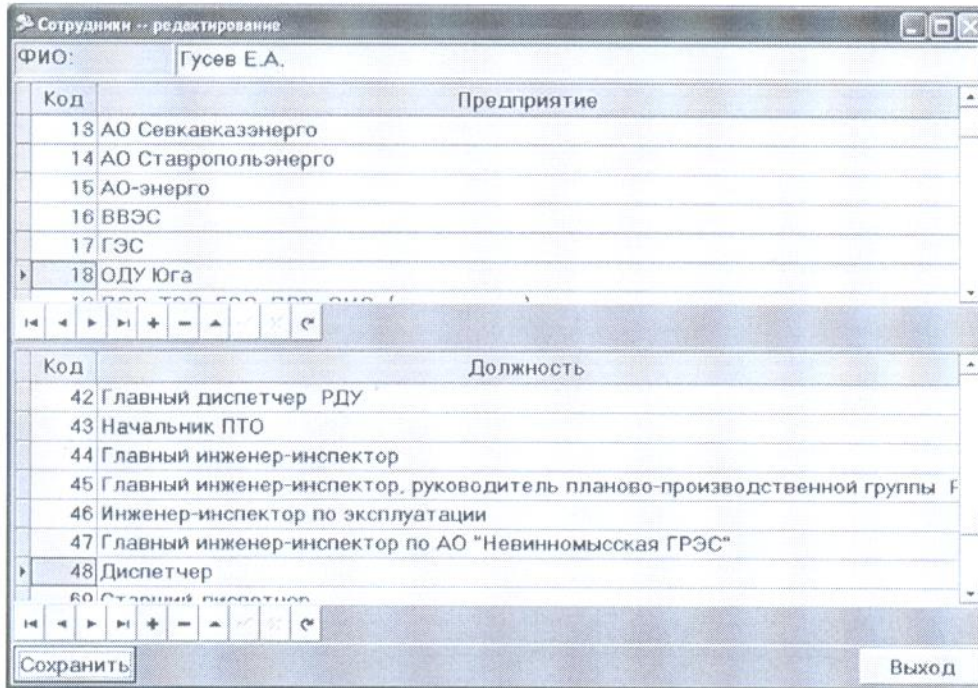 Сотрудники -- редактирование
ФИО: Гусев Е.А.
Код Предприятие
13 АО Севкавказэнерго
14 АО Ставропольэнерго
15 АО-энерго
16 ВВЭС
17 ГЭС
18 ОДУ Юга
Код Должность
42 Главный диспетчер РДУ
43 Начальник ПТО
44 Главный инженер-инспектор
45 Главный инженер-инспектор, руководитель планово-производственной группы
46 Инженер-инспектор по эксплуатации
47 Главный инженер-инспектор по АО "Невинномысская ГРЭС"
48 Диспетчер
69 Старший диспетчер
Сохранить Выход